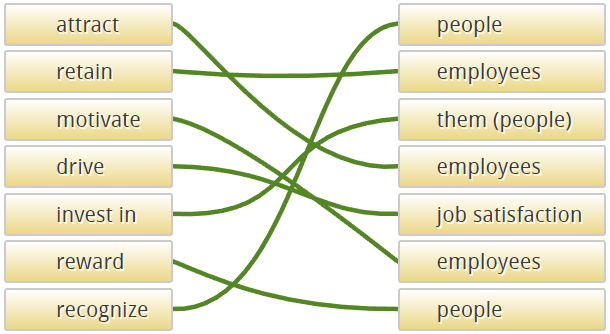 attract
people
retain
employees
motivate
them (people)
drive
employees
invest in
job satisfaction
reward
employees
recognize
people